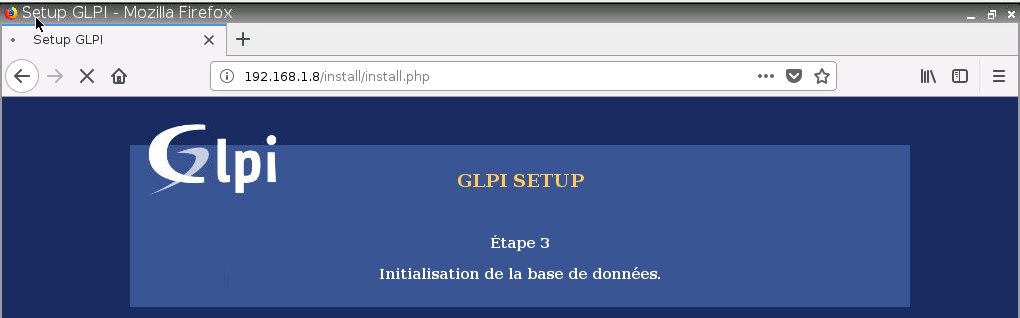 Setup GLPI - Mozilla Firefox
Setup GLPI
192.168.1.8/install/install.php
Glpi
GLPI SETUP
Étape 3
Initialisation de la base de données.